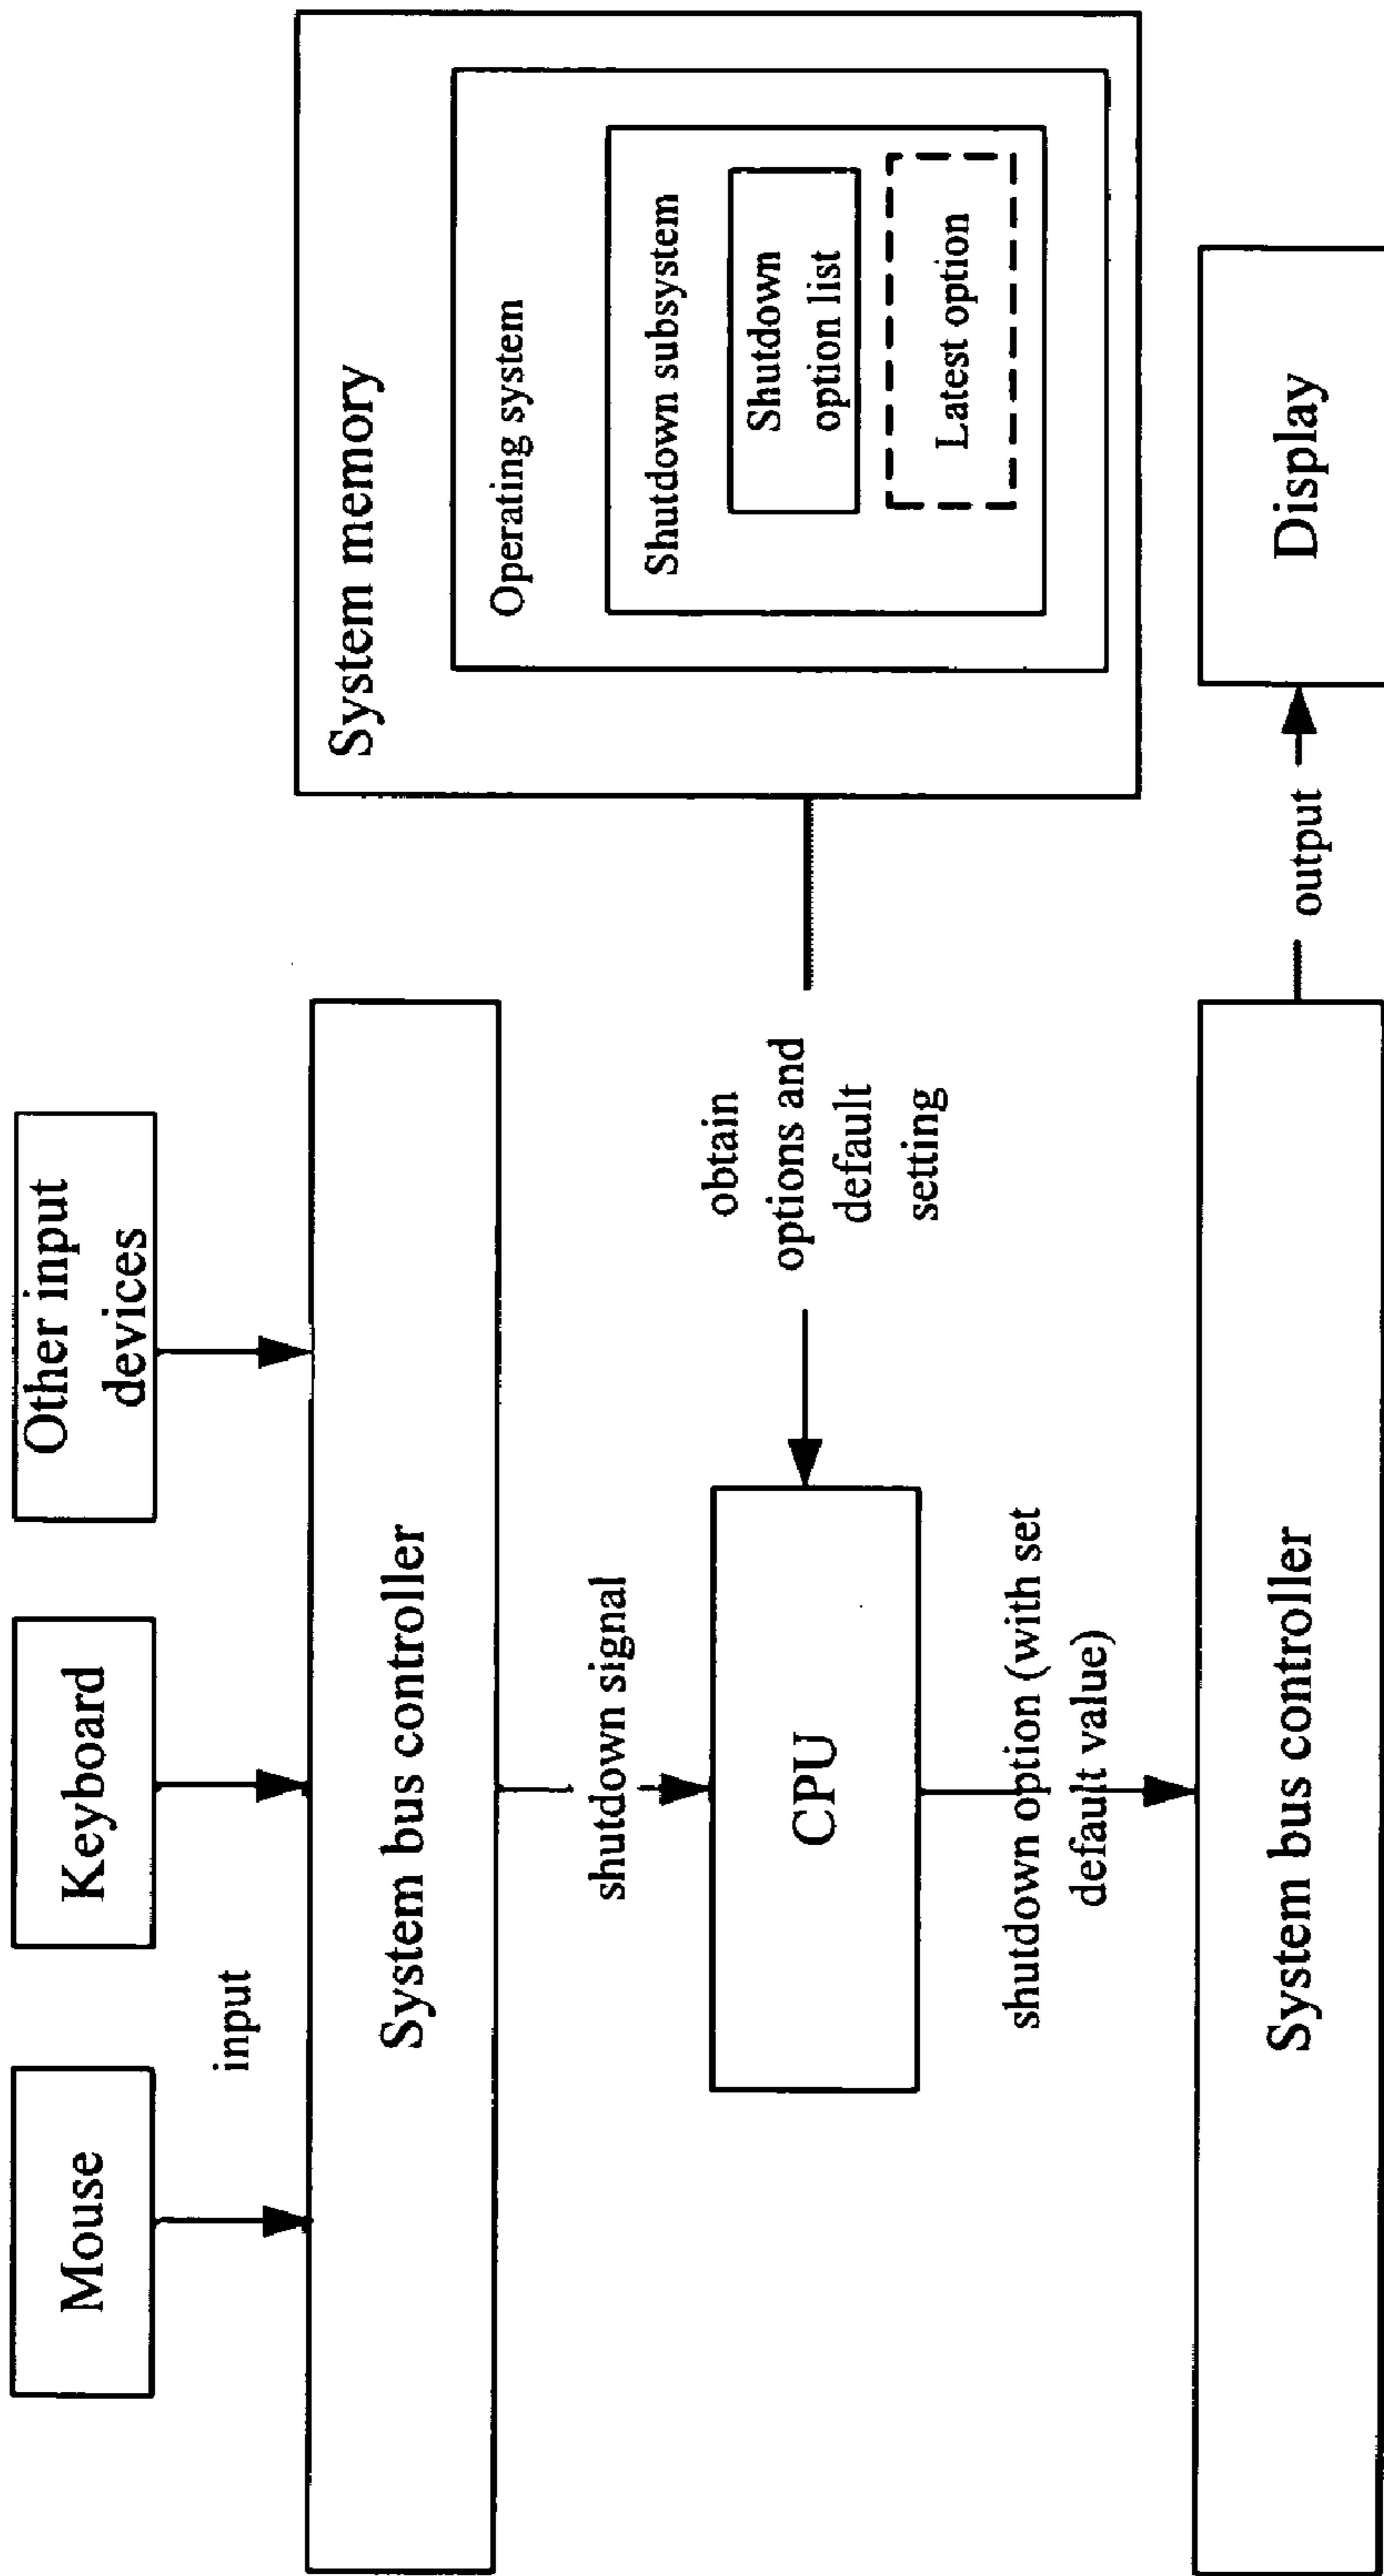 Mouse
Keyboard
Other input
devices
input
System bus controller
shutdown signal
CPU
obtain
options and
default
setting
System memory
Operating system
Shutdown subsystem
Shutdown
option list
Latest option
shutdown option (with set
default value)
System bus controller
output
Display